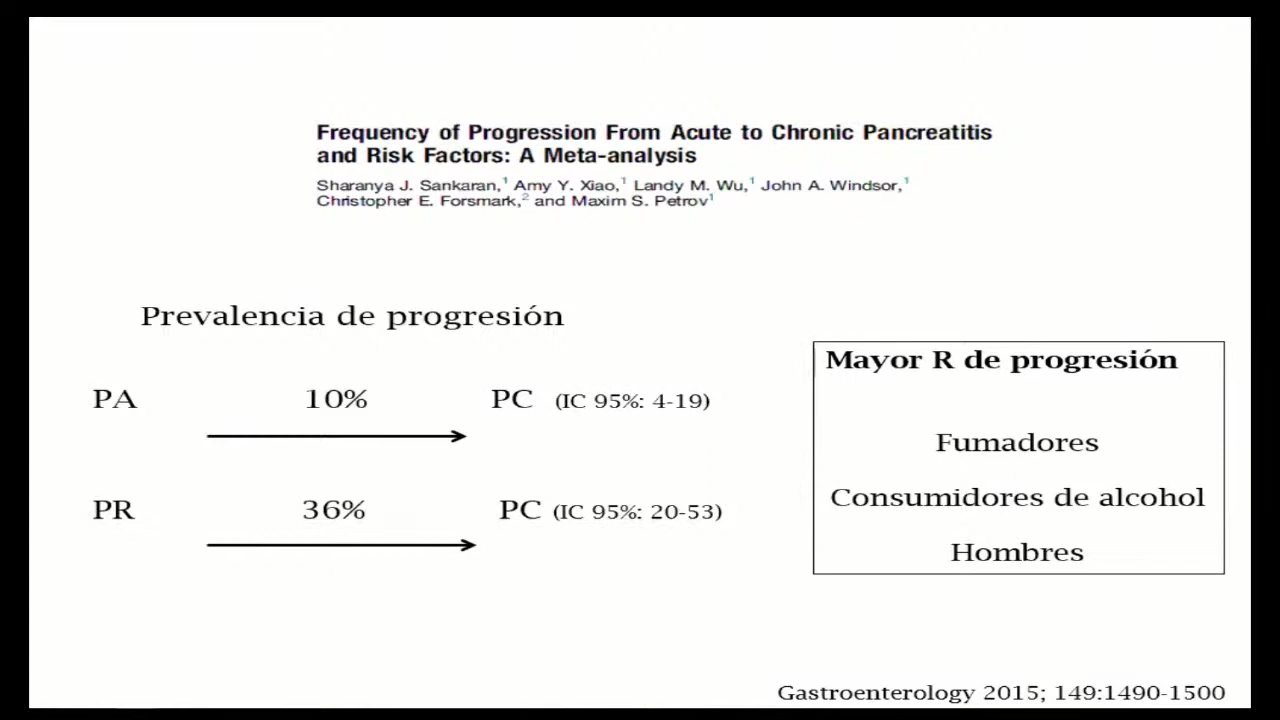 Frequency of Progression From Acute to Chronic Pancreatitis
and Risk Factors: A Meta-analysis
Sharanya J. Sankaran,¹ Amy Y. Xiao,¹ Landy M. Wu,¹ John A. Windsor,¹
Christopher E. Forsmark,² and Maxim S. Petrov¹
Prevalencia de progresión
PA 10% PC (IC 95%: 4-19)
PR 36% PC (IC 95%: 20-53)
Mayor R de progresión
Fumadores
Consumidores de alcohol
Hombres
Gastroenterology 2015; 149:1490-1500